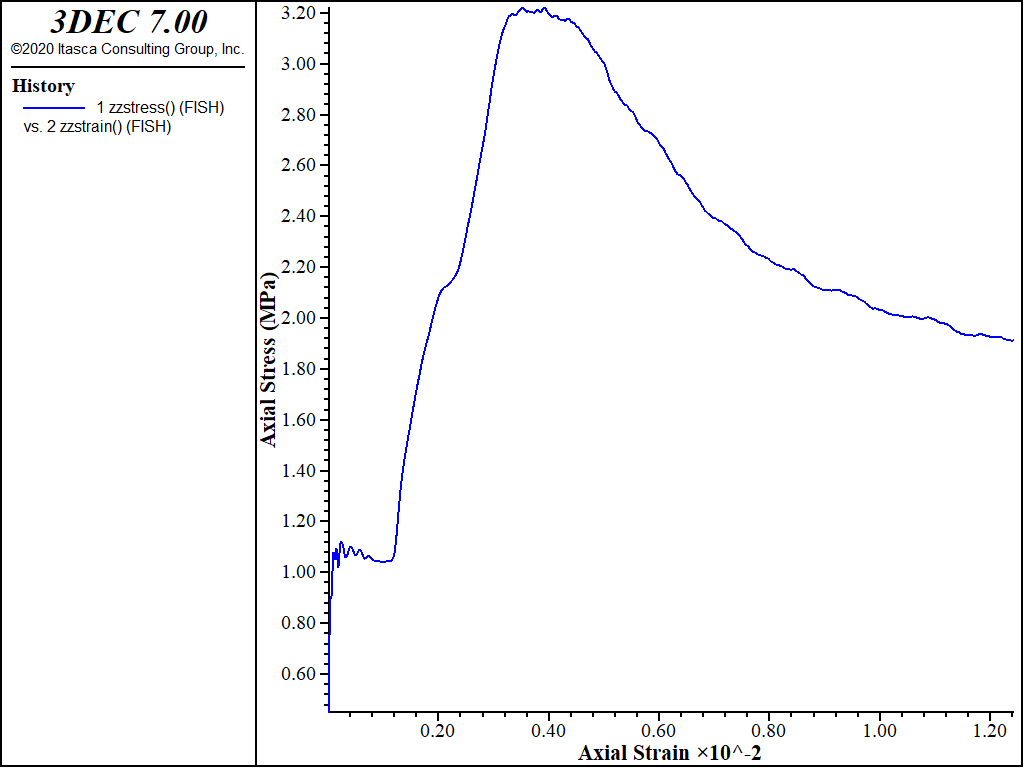 3DEC 7.00
©2020 Itasca Consulting Group, Inc.
History
1 zzstress() (FISH)
vs. 2 zzstrain() (FISH)
Axial Stress (MPa)
3.20
3.00
2.80
2.60
2.40
2.20
2.00
1.80
1.60
1.40
1.20
1.00
0.80
0.60
0.20 0.40 0.60 0.80 1.00 1.20
Axial Strain ×10^-2